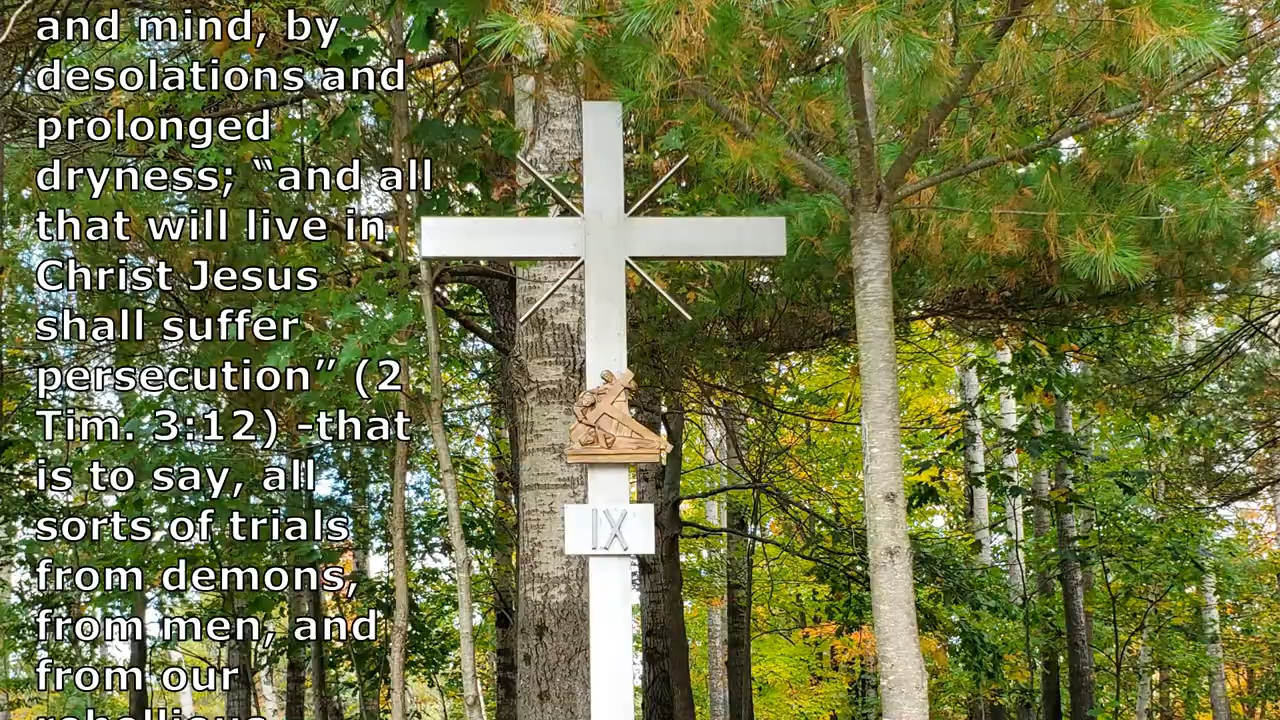 and mind, by
desolations and
prolonged
dryness; “and all
that will live in
Christ Jesus
shall suffer
persecution” (2
Tim. 3:12) -that
is to say, all
sorts of trials
from demons,
from men, and
from our
rebellious
IX